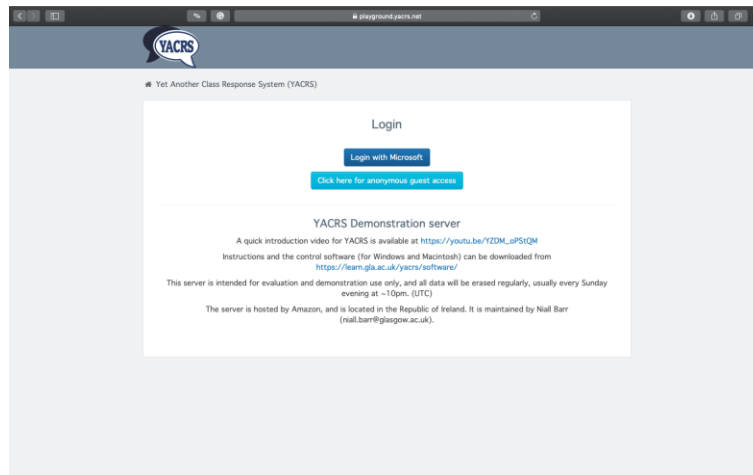 playground.yacrs.net
YACRS
Yet Another Class Response System (YACRS)
Login
Login with Microsoft
Click here for anonymous guest access
YACRS Demonstration server
A quick introduction video for YACRS is available at https://youtu.be/YZDM_oPStQM
Instructions and the control software (for Windows and Macintosh) can be downloaded from
https://learn.gla.ac.uk/yacrs/software/
This server is intended for evaluation and demonstration use only, and all data will be erased regularly, usually every Sunday
evening at ~10pm. (UTC)
The server is hosted by Amazon, and is located in the Republic of Ireland. It is maintained by Niall Barr
(niall.barr@glasgow.ac.uk).